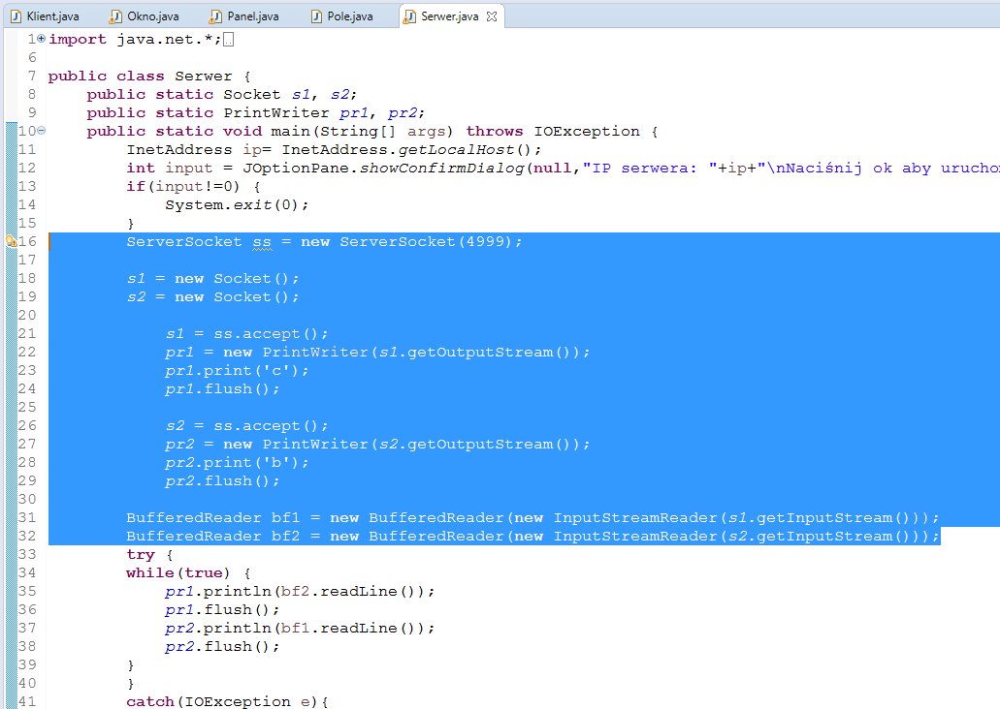 Klient.java Okno.java Panel.java Pole.java Serwer.java
1 import java.net.*;
6
7 public class Serwer {
8 public static Socket s1, s2;
9 public static PrintWriter pr1, pr2;
10 public static void main(String[] args) throws IOException {
11 InetAddress ip= InetAddress.getLocalHost();
12 int input = JOptionPane.showConfirmDialog(null,"IP serwera: "+ip+"\nNaciśnij ok aby urucho
13 if(input!=0) {
14 System.exit(0);
15 }
16 ServerSocket ss = new ServerSocket(4999);
17
18 s1 = new Socket();
19 s2 = new Socket();
20
21 s1 = ss.accept();
22 pr1 = new PrintWriter(s1.getOutputStream());
23 pr1.print('c');
24 pr1.flush();
25
26 s2 = ss.accept();
27 pr2 = new PrintWriter(s2.getOutputStream());
28 pr2.print('b');
29 pr2.flush();
30
31 BufferedReader bf1 = new BufferedReader(new InputStreamReader(s1.getInputStream()));
32 BufferedReader bf2 = new BufferedReader(new InputStreamReader(s2.getInputStream()));
33 try {
34 while(true) {
35 pr1.println(bf2.readLine());
36 pr1.flush();
37 pr2.println(bf1.readLine());
38 pr2.flush();
39 }
40 }
41 catch(IOException e){